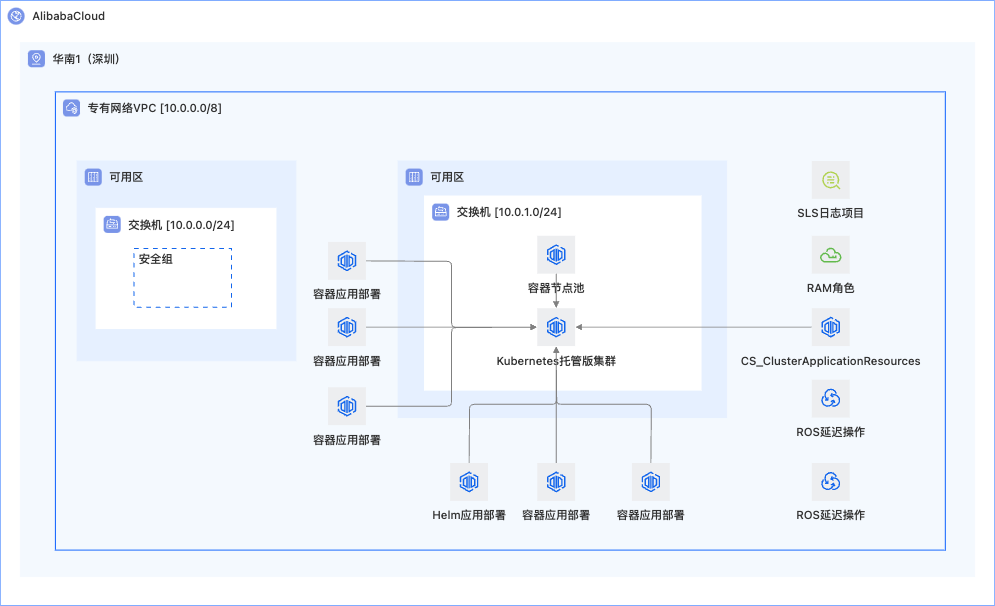 AlibabaCloud
华南1（深圳）
专有网络VPC [10.0.0.0/8]
可用区
交换机 [10.0.0.0/24]
安全组
可用区
交换机 [10.0.1.0/24]
容器节点池
Kubernetes托管版集群
容器应用部署
容器应用部署
容器应用部署
Helm应用部署
容器应用部署
容器应用部署
SLS日志项目
RAM角色
CS_ClusterApplicationResources
ROS延迟操作
ROS延迟操作